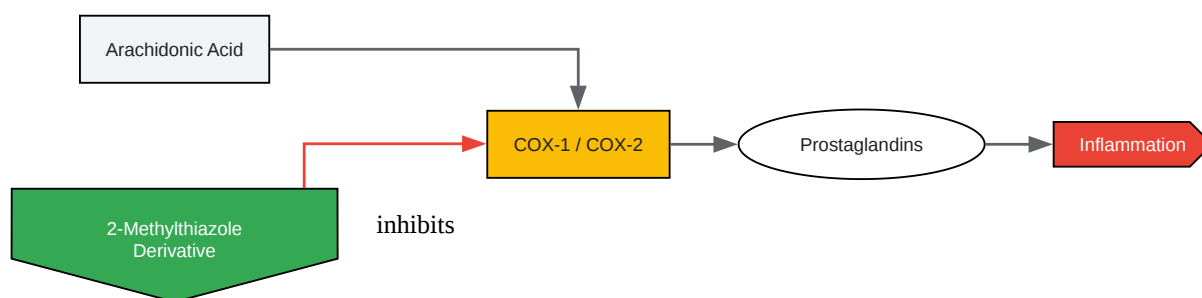 Arachidonic Acid
COX-1 / COX-2
Prostaglandins
Inflammation
2-Methylthiazole
Derivative
inhibits